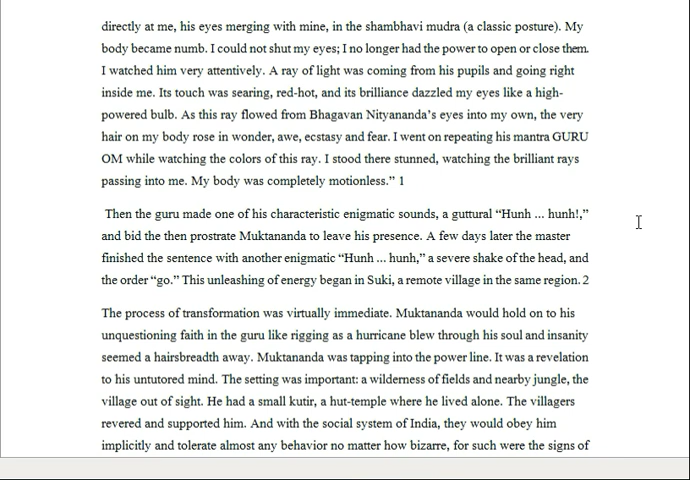 directly at me, his eyes merging with mine, in the shambhavi mudra (a classic posture). My
body became numb. I could not shut my eyes; I no longer had the power to open or close them.
I watched him very attentively. A ray of light was coming from his pupils and going right
inside me. Its touch was searing, red-hot, and its brilliance dazzled my eyes like a high-
powered bulb. As this ray flowed from Bhagavan Nityananda's eyes into my own, the very
hair on my body rose in wonder, awe, ecstasy and fear. I went on repeating his mantra GURU
OM while watching the colors of this ray. I stood there stunned, watching the brilliant rays
passing into me. My body was completely motionless.” 1
Then the guru made one of his characteristic enigmatic sounds, a guttural “Hunh ... hunh!,”
and bid the then prostrate Muktananda to leave his presence. A few days later the master
finished the sentence with another enigmatic “Hunh ... hunh,” a severe shake of the head, and
the order “go.” This unleashing of energy began in Suki, a remote village in the same region. 2
The process of transformation was virtually immediate. Muktananda would hold on to his
unquestioning faith in the guru like rigging as a hurricane blew through his soul and insanity
seemed a hairsbreadth away. Muktananda was tapping into the power line. It was a revelation
to his untutored mind. The setting was important: a wilderness of fields and nearby jungle, the
village out of sight. He had a small kutir, a hut-temple where he lived alone. The villagers
revered and supported him. And with the social system of India, they would obey him
implicitly and tolerate almost any behavior no matter how bizarre, for such were the signs of